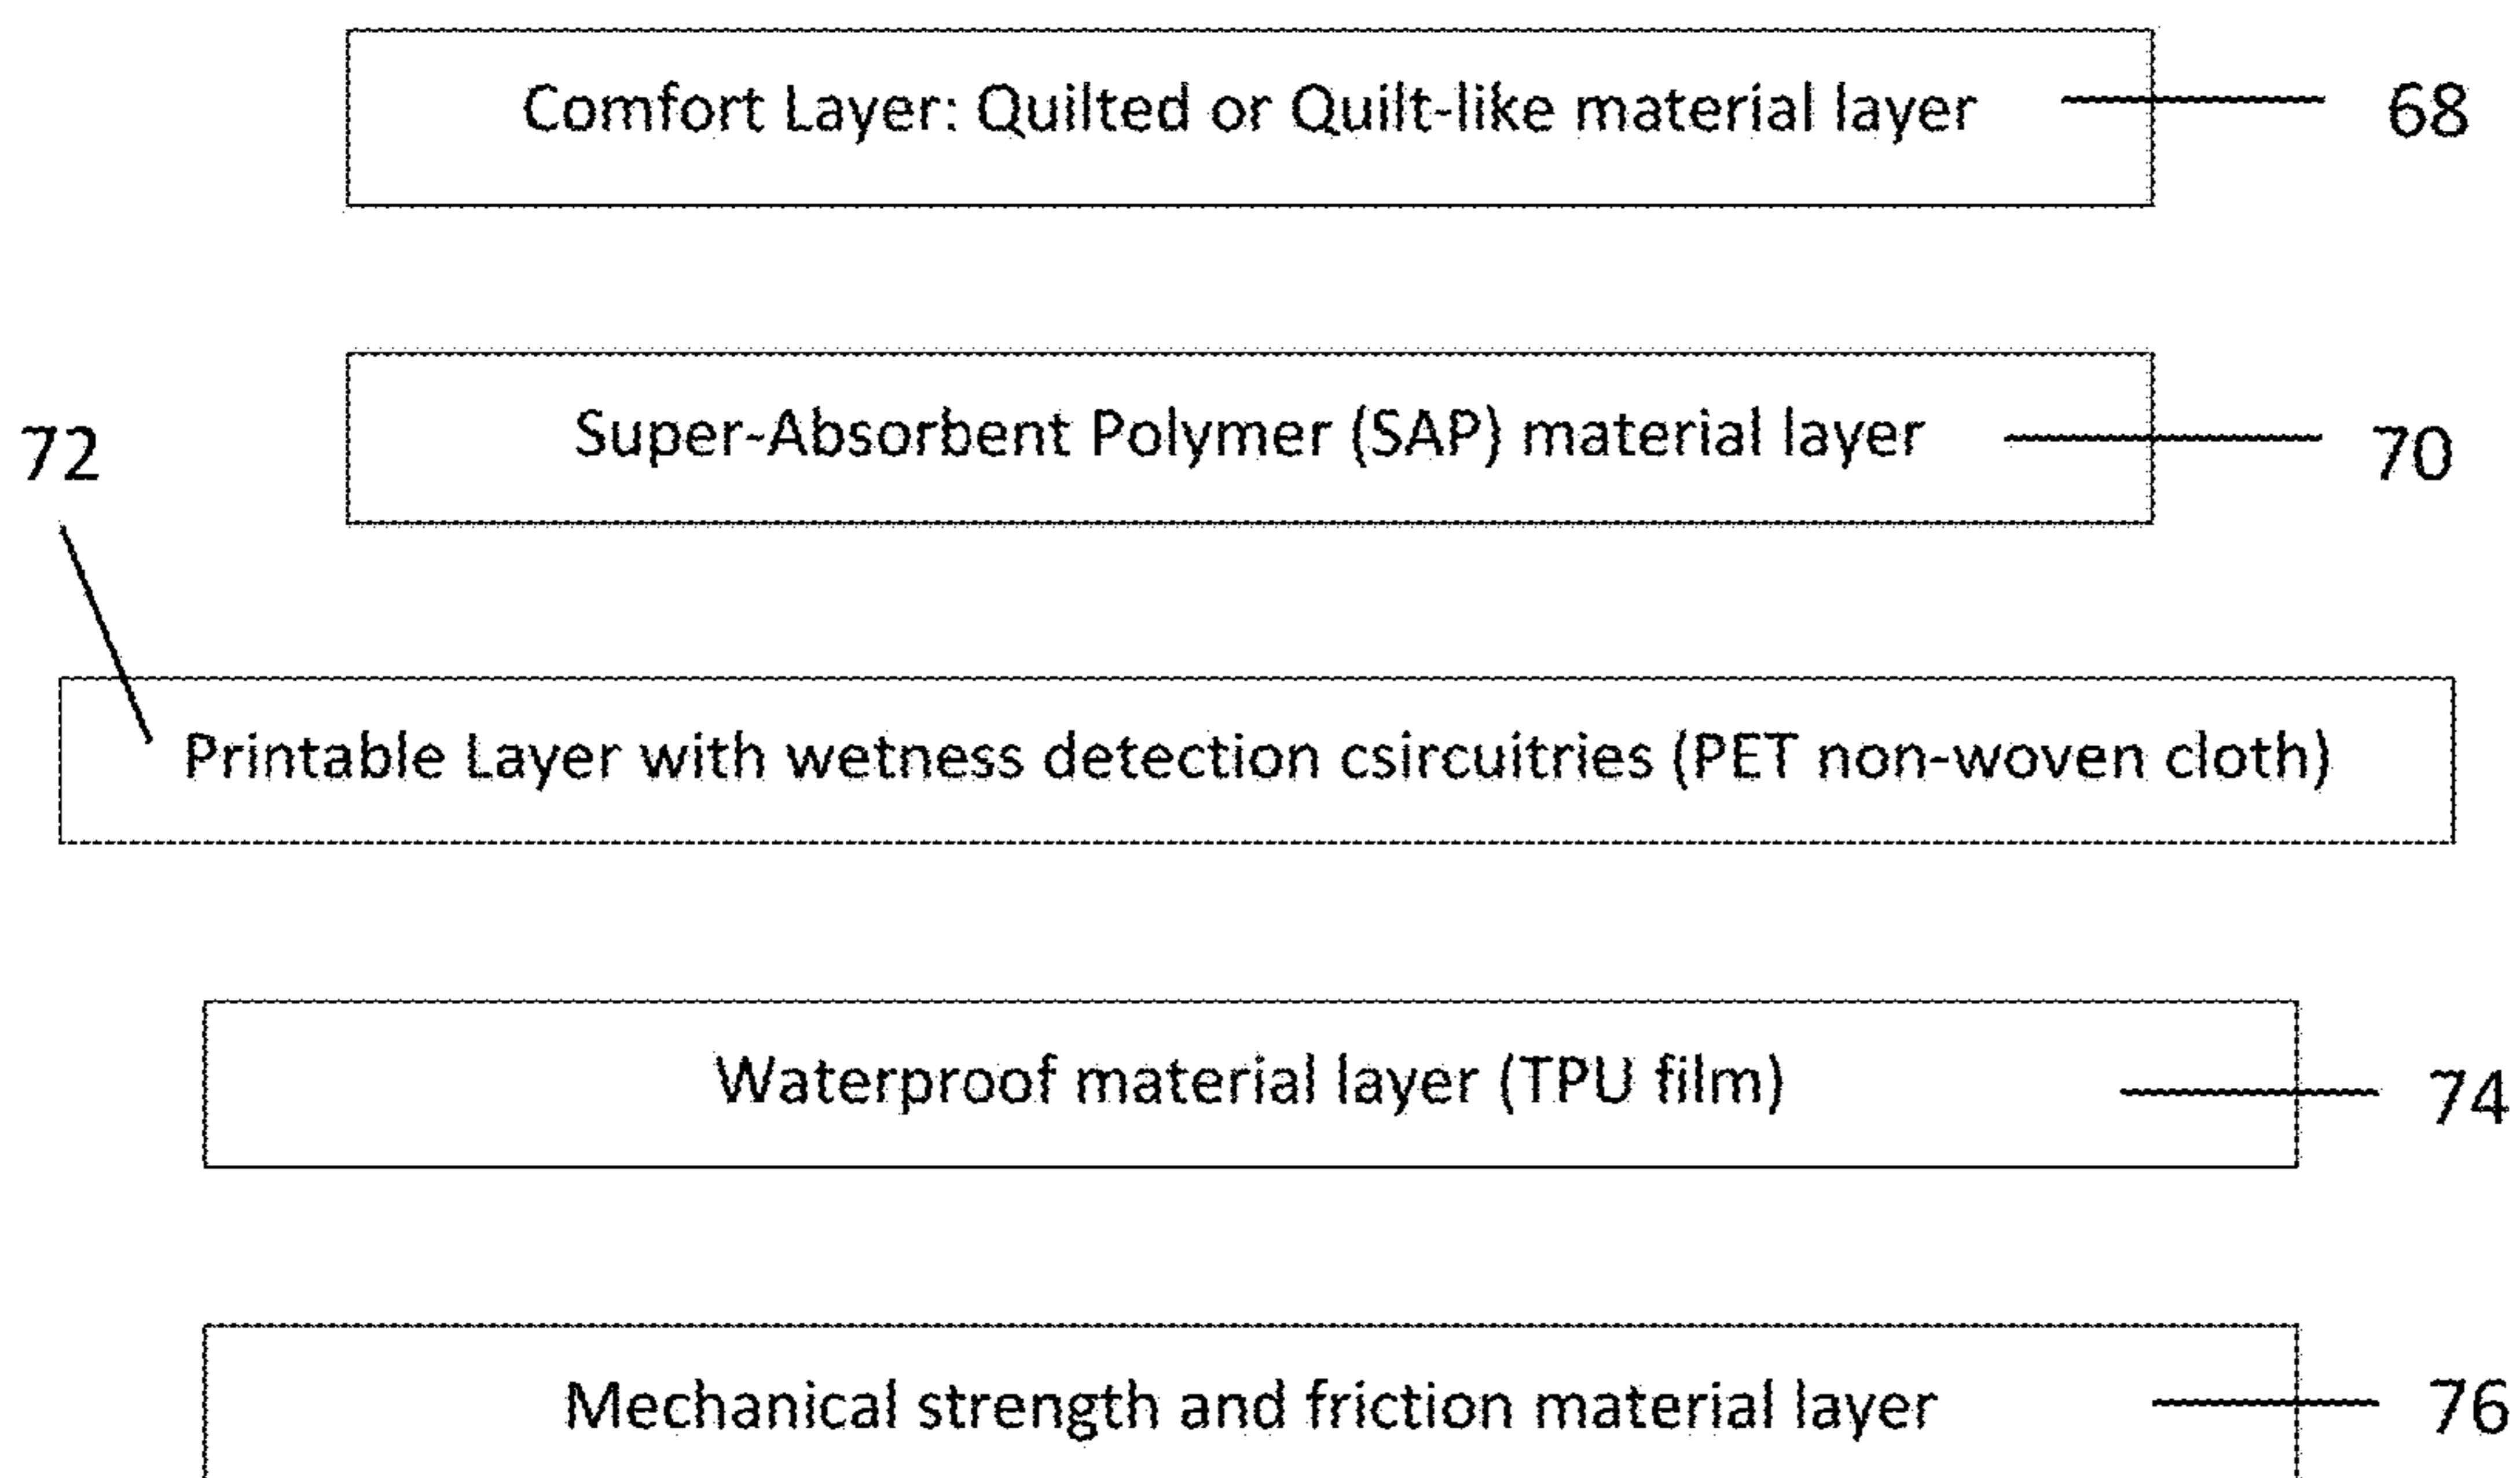 Comfort Layer: Quilted or Quilt-like material layer 68
Super-Absorbent Polymer (SAP) material layer 70
72
Printable Layer with wetness detection csircuitries (PET non-woven cloth)
Waterproof material layer (TPU film) 74
Mechanical strength and friction material layer 76